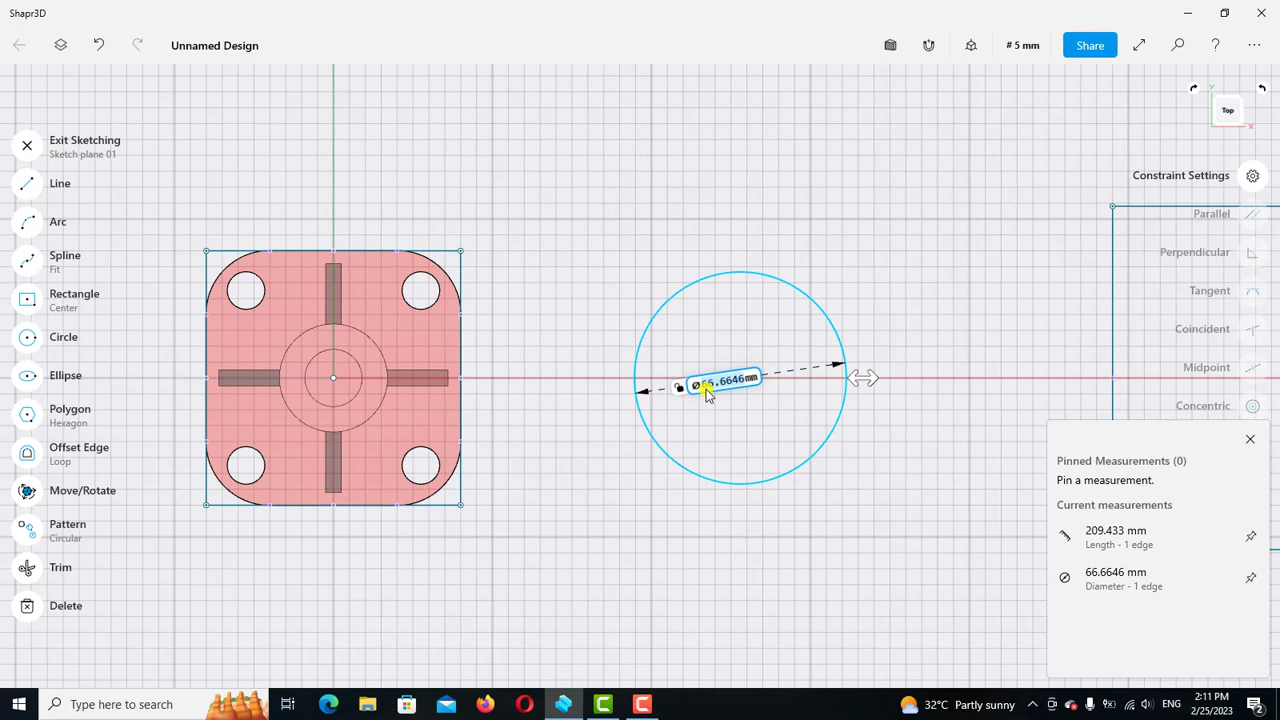 Shapr3D
Unnamed Design
# 5 mm
Share
Y
Top
X
Exit Sketching
Sketch plane 01
Line
Arc
Spline
Fit
Rectangle
Center
Circle
Ellipse
Polygon
Hexagon
Offset Edge
Loop
Move/Rotate
Pattern
Circular
Trim
Delete
Ø66.6646mm
Constraint Settings
Parallel
Perpendicular
Tangent
Coincident
Midpoint
Concentric
Pinned Measurements (0)
Pin a measurement.
Current measurements
209.433 mm
Length - 1 edge
66.6646 mm
Diameter - 1 edge
Type here to search
32°C Partly sunny
ENG
2:11 PM
2/25/2023
2